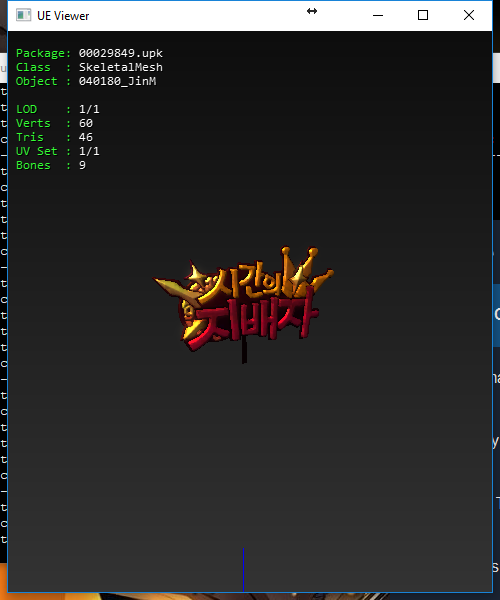 UE Viewer
Package: 00029849.upk
Class : SkeletalMesh
Object : 040180_JinM
LOD : 1/1
Verts : 60
Tris : 46
UV Set : 1/1
Bones : 9
시간의
지배자